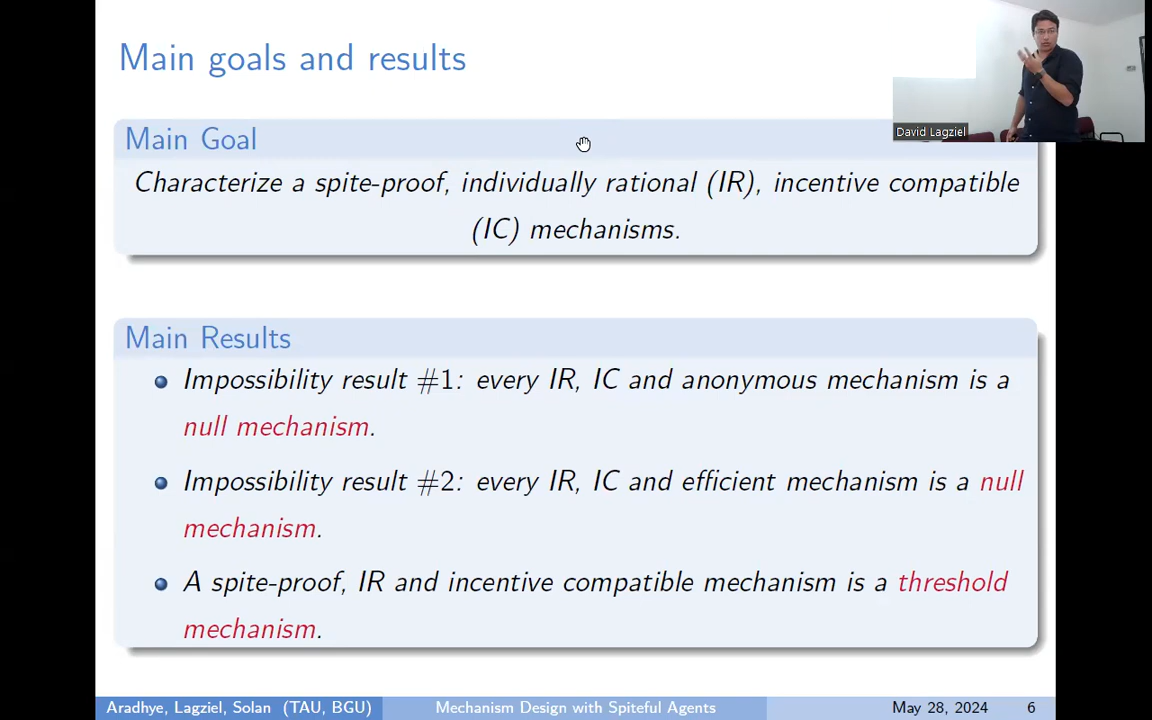 Main goals and results
David Lagziel
Main Goal
Characterize a spite-proof, individually rational (IR), incentive compatible
(IC) mechanisms.
Main Results
Impossibility result #1: every IR, IC and anonymous mechanism is a
null mechanism.
Impossibility result #2: every IR, IC and efficient mechanism is a null
mechanism.
A spite-proof, IR and incentive compatible mechanism is a threshold
mechanism.
Aradhye, Lagziel, Solan (TAU, BGU) Mechanism Design with Spiteful Agents May 28, 2024 6